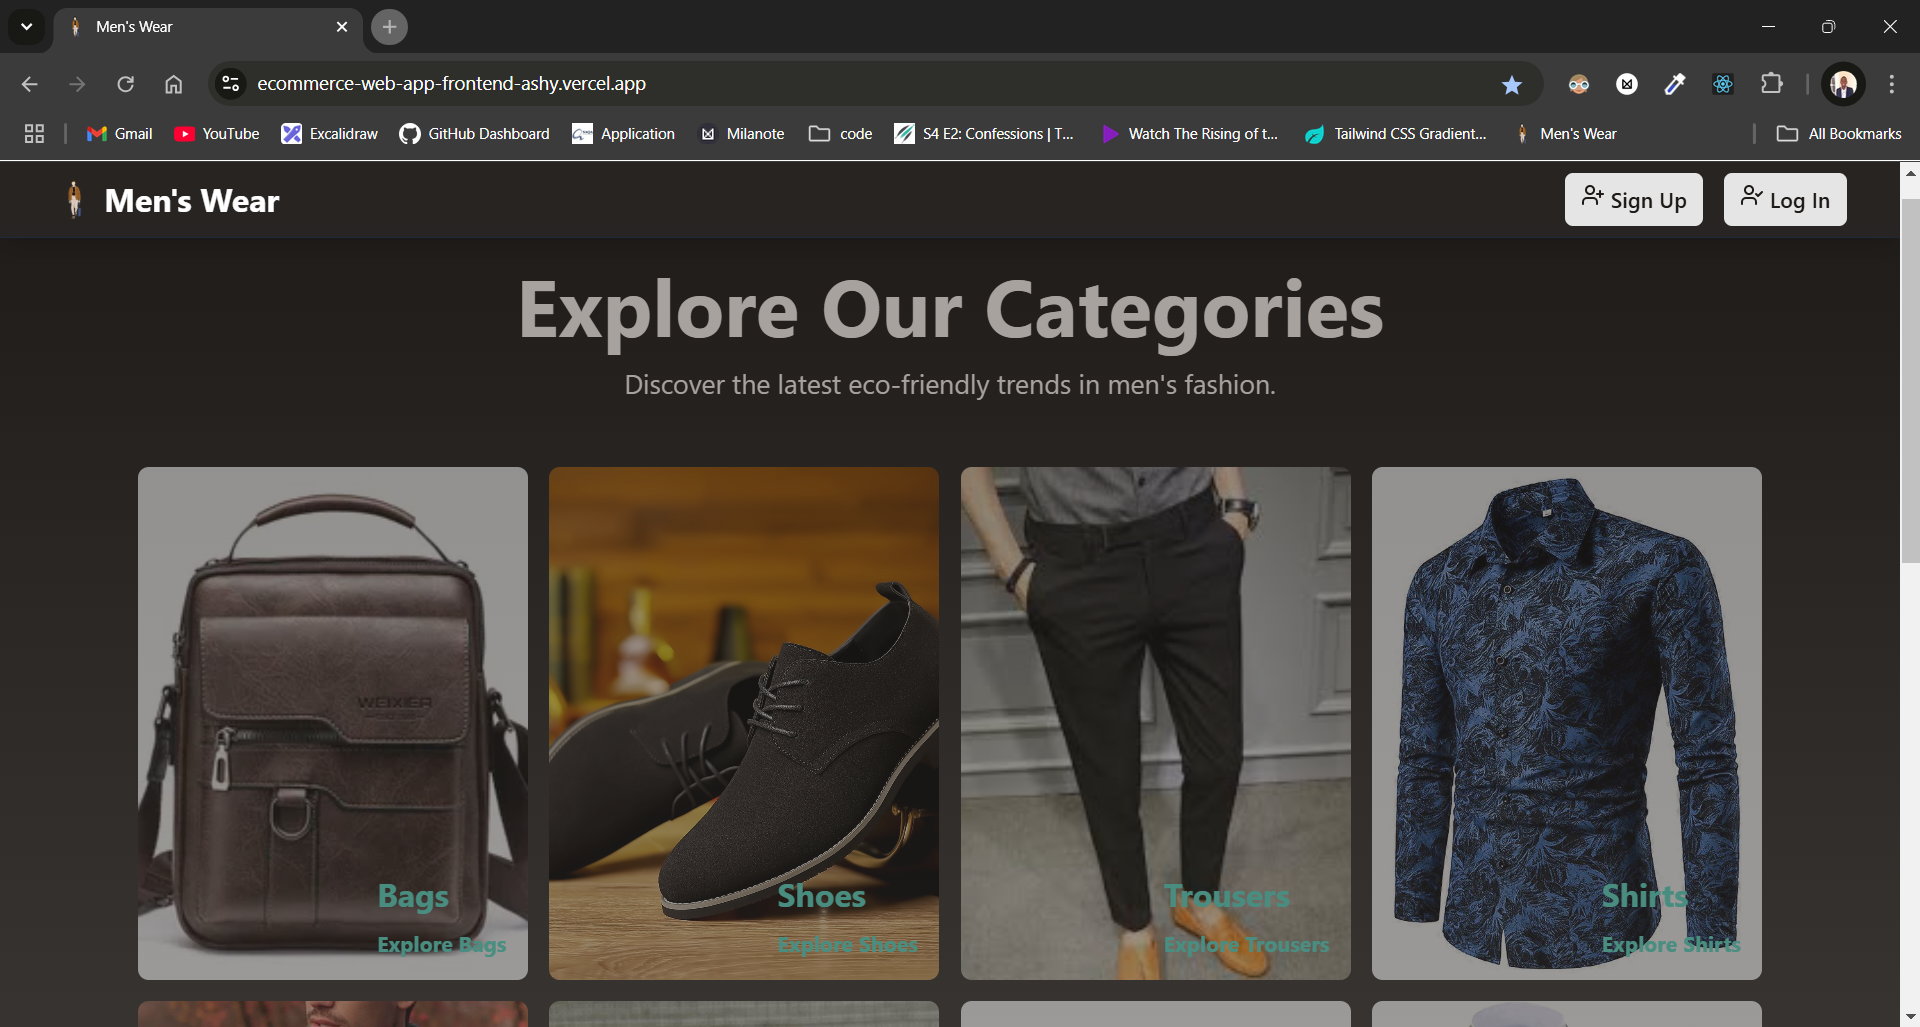 Men's Wear
ecommerce-web-app-frontend-ashy.vercel.app
Gmail YouTube Excalidraw GitHub Dashboard Application Milanote code S4 E2: Confessions | T... Watch The Rising of t... Tailwind CSS Gradient... Men's Wear All Bookmarks
Men's Wear Sign Up Log In
Explore Our Categories
Discover the latest eco-friendly trends in men's fashion.
WEIXIER
Bags Shoes Trousers Shirts
Explore Bags Explore Shoes Explore Trousers Explore Shirts